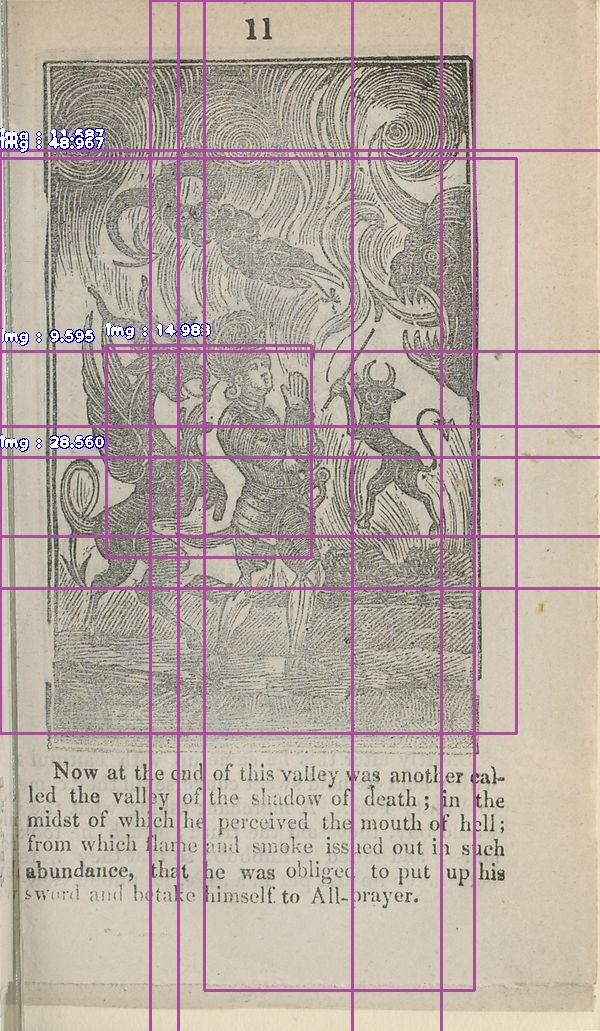 11
Img : 11.587
Img : 48.967
Img : 9.595
Img : 14.983
Img : 28.560
Now at the end of this valley was another cal-
led the valley of the shadow of death ; in the
midst of which he perceived the mouth of hell ;
from which flame and smoke issued out in such
abundance, that he was obliged to put up his
sword and betake himself to All-prayer.